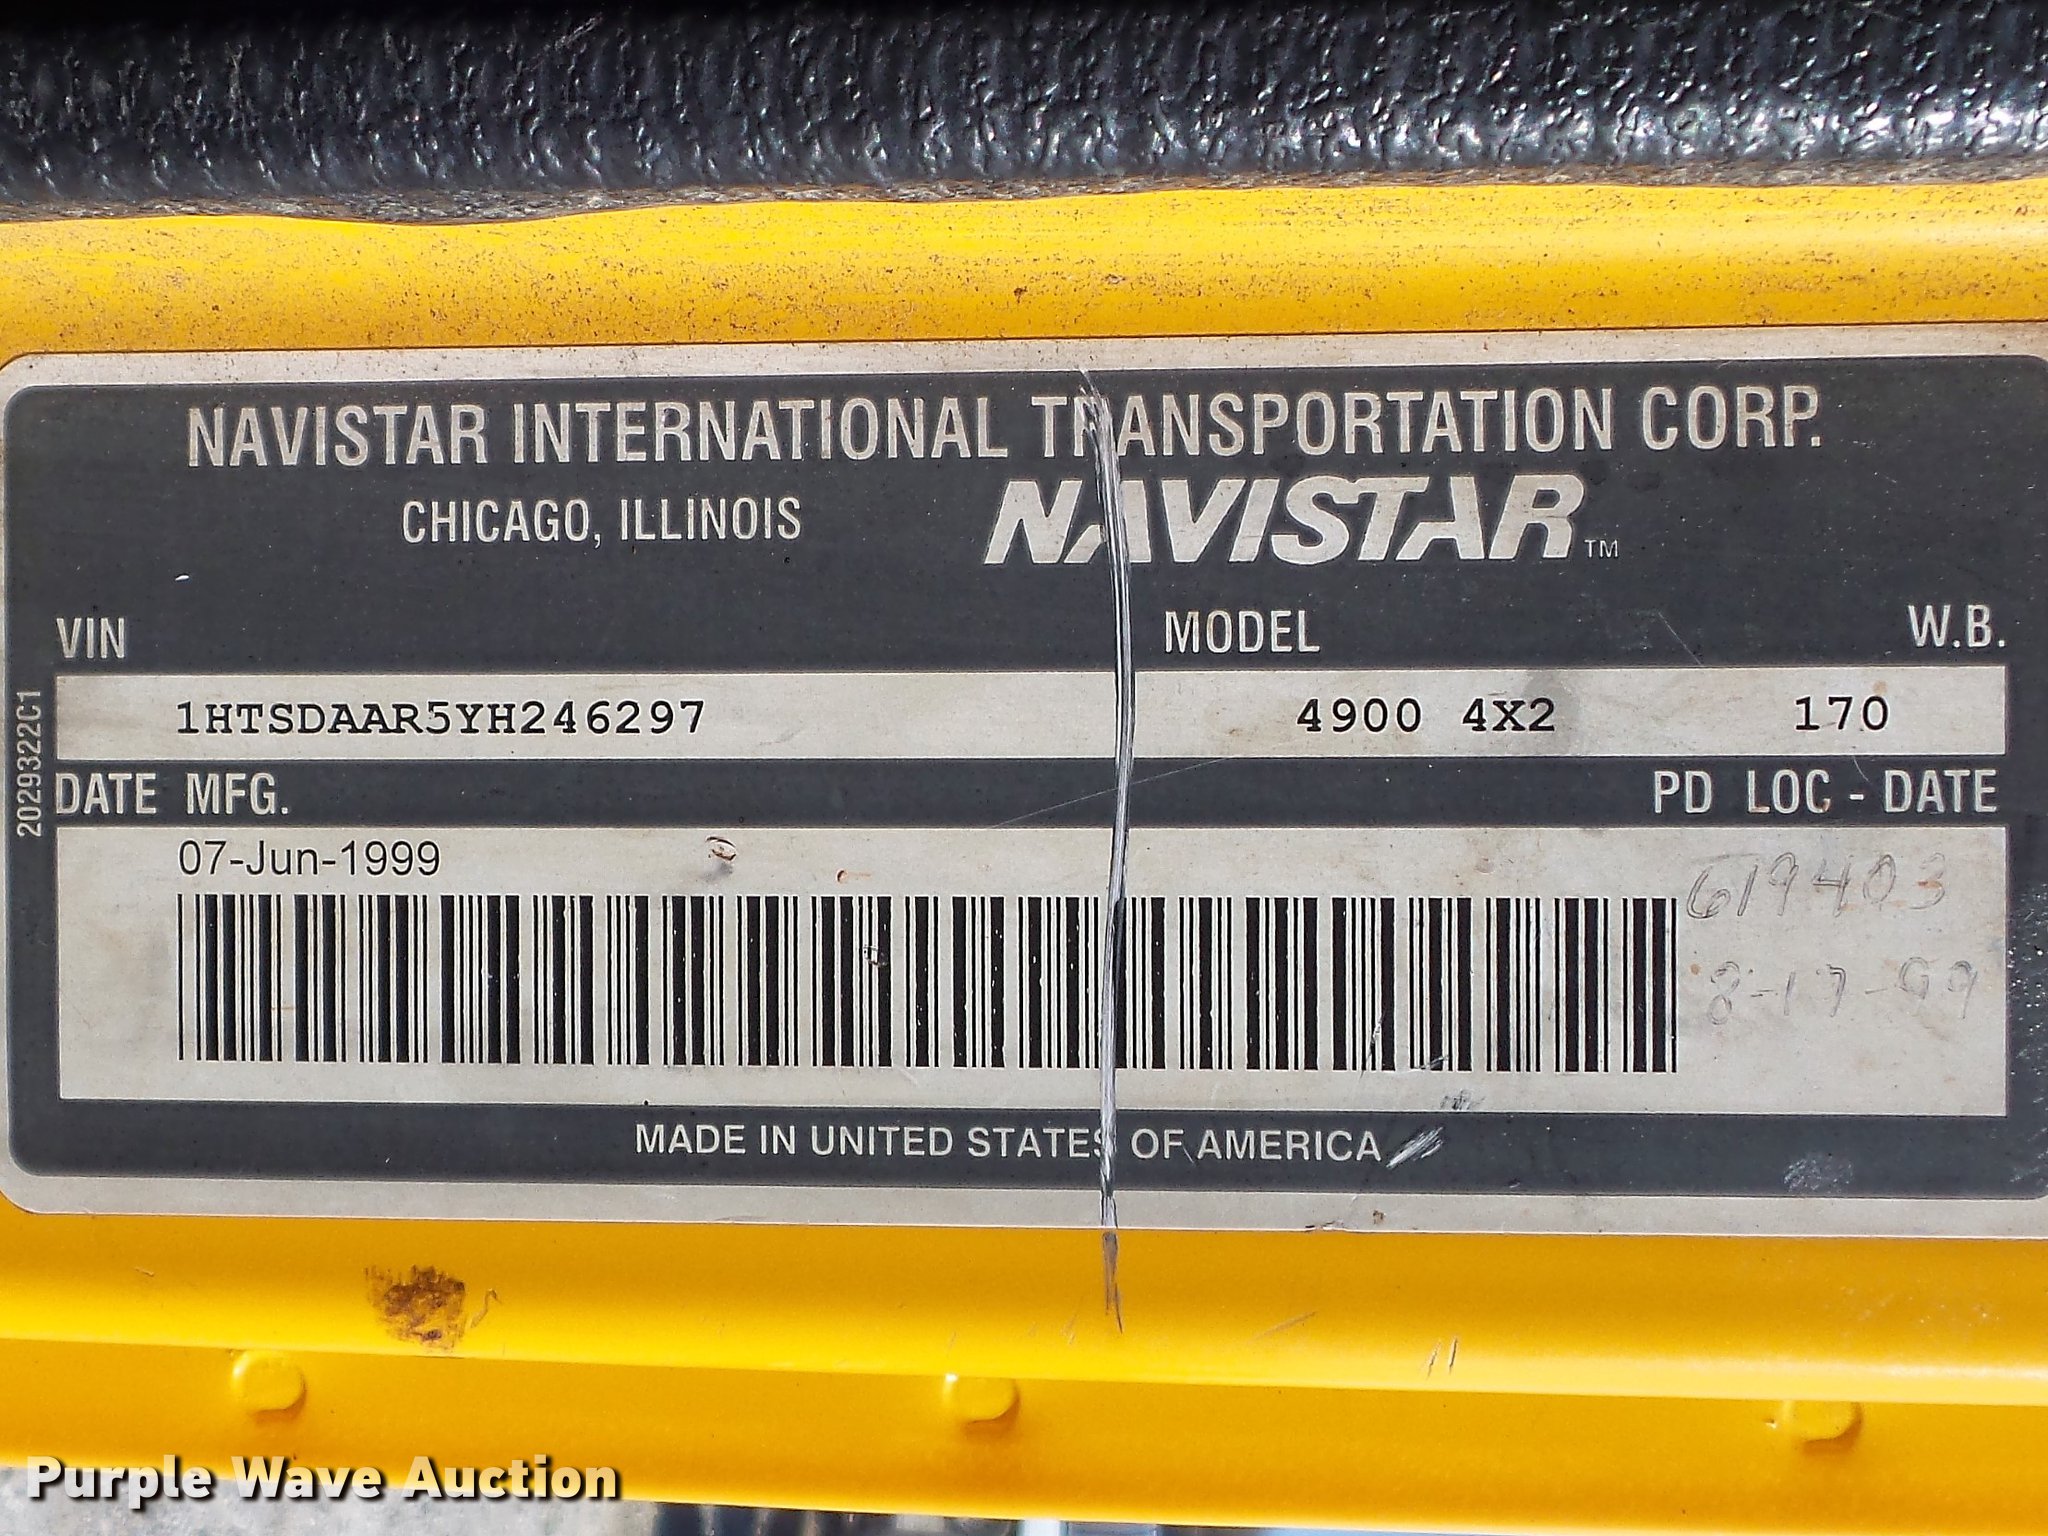 NAVISTAR INTERNATIONAL TRANSPORTATION CORP.
CHICAGO, ILLINOIS
NAVISTAR™
VIN MODEL W.B.
1HTSDAAR5YH246297 4900 4X2 170
2029322C1
DATE MFG. PD LOC - DATE
07-Jun-1999
619403
8-17-99
MADE IN UNITED STATES OF AMERICA
Purple Wave Auction